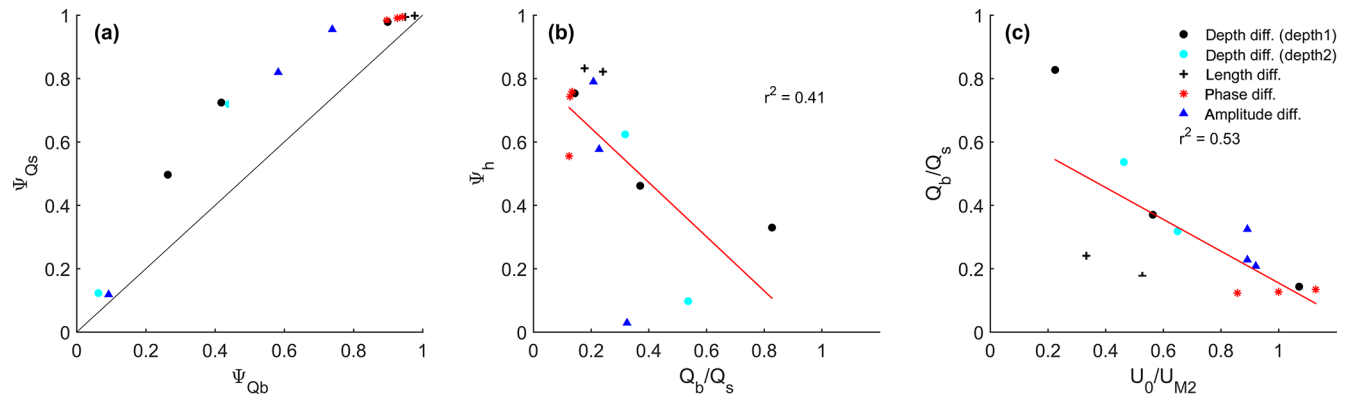 (a)
1
0.8
0.6
0.4
0.2
0
0
0.2
0.4
0.6
0.8
1
Ψ_Qs
Ψ_Qb
(b)
1
0.8
0.6
0.4
0.2
0
0
0.2
0.4
0.6
0.8
1
r² = 0.41
Ψ_h
Q_b/Q_s
(c)
1
0.8
0.6
0.4
0.2
0
0
0.2
0.4
0.6
0.8
1
Depth diff. (depth1)
Depth diff. (depth2)
Length diff.
Phase diff.
Amplitude diff.
r² = 0.53
Q_b/Q_s
U_0/U_M2